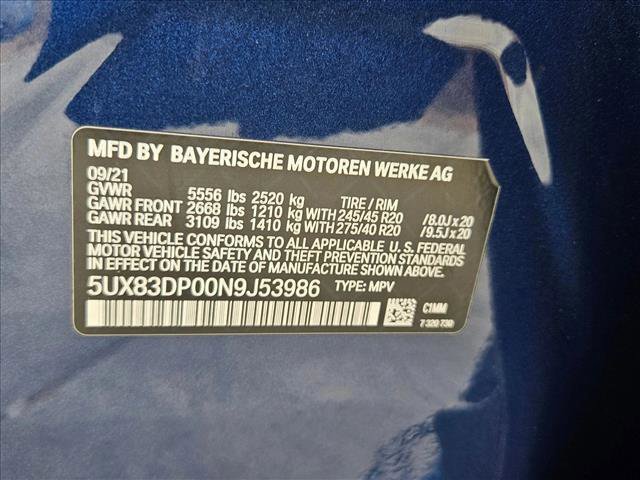 MFD BY BAYERISCHE MOTOREN WERKE AG
09/21
GVWR 5556 lbs 2520 kg TIRE / RIM
GAWR FRONT 2668 lbs 1210 kg WITH 245/45 R20 /8.0J x 20
GAWR REAR 3109 lbs 1410 kg WITH 275/40 R20 /9.5J x 20
THIS VEHICLE CONFORMS TO ALL APPLICABLE U. S. FEDERAL
MOTOR VEHICLE SAFETY AND THEFT PREVENTION STANDARDS
IN EFFECT ON THE DATE OF MANUFACTURE SHOWN ABOVE.
5UX83DP00N9J53986 TYPE: MPV
C1MM
7 320 730